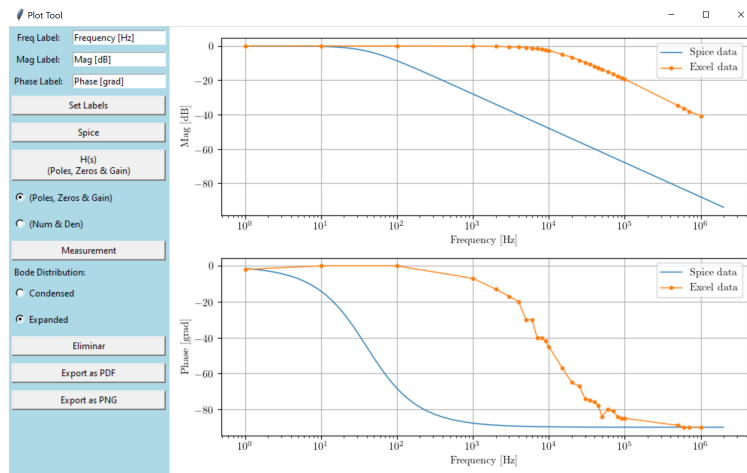 Plot Tool
Freq Label: Frequency [Hz]
Mag Label: Mag [dB]
Phase Label: Phase [grad]
Set Labels
Spice
H(s)
(Poles, Zeros & Gain)
(Poles, Zeros & Gain)
(Num & Den)
Measurement
Bode Distribution:
Condensed
Expanded
Eliminar
Export as PDF
Export as PNG
Mag [dB]
0
−20
−40
−60
−80
Spice data
Excel data
10^0 10^1 10^2 10^3 10^4 10^5 10^6
Frequency [Hz]
Phase [grad]
0
−20
−40
−60
−80
Spice data
Excel data
10^0 10^1 10^2 10^3 10^4 10^5 10^6
Frequency [Hz]